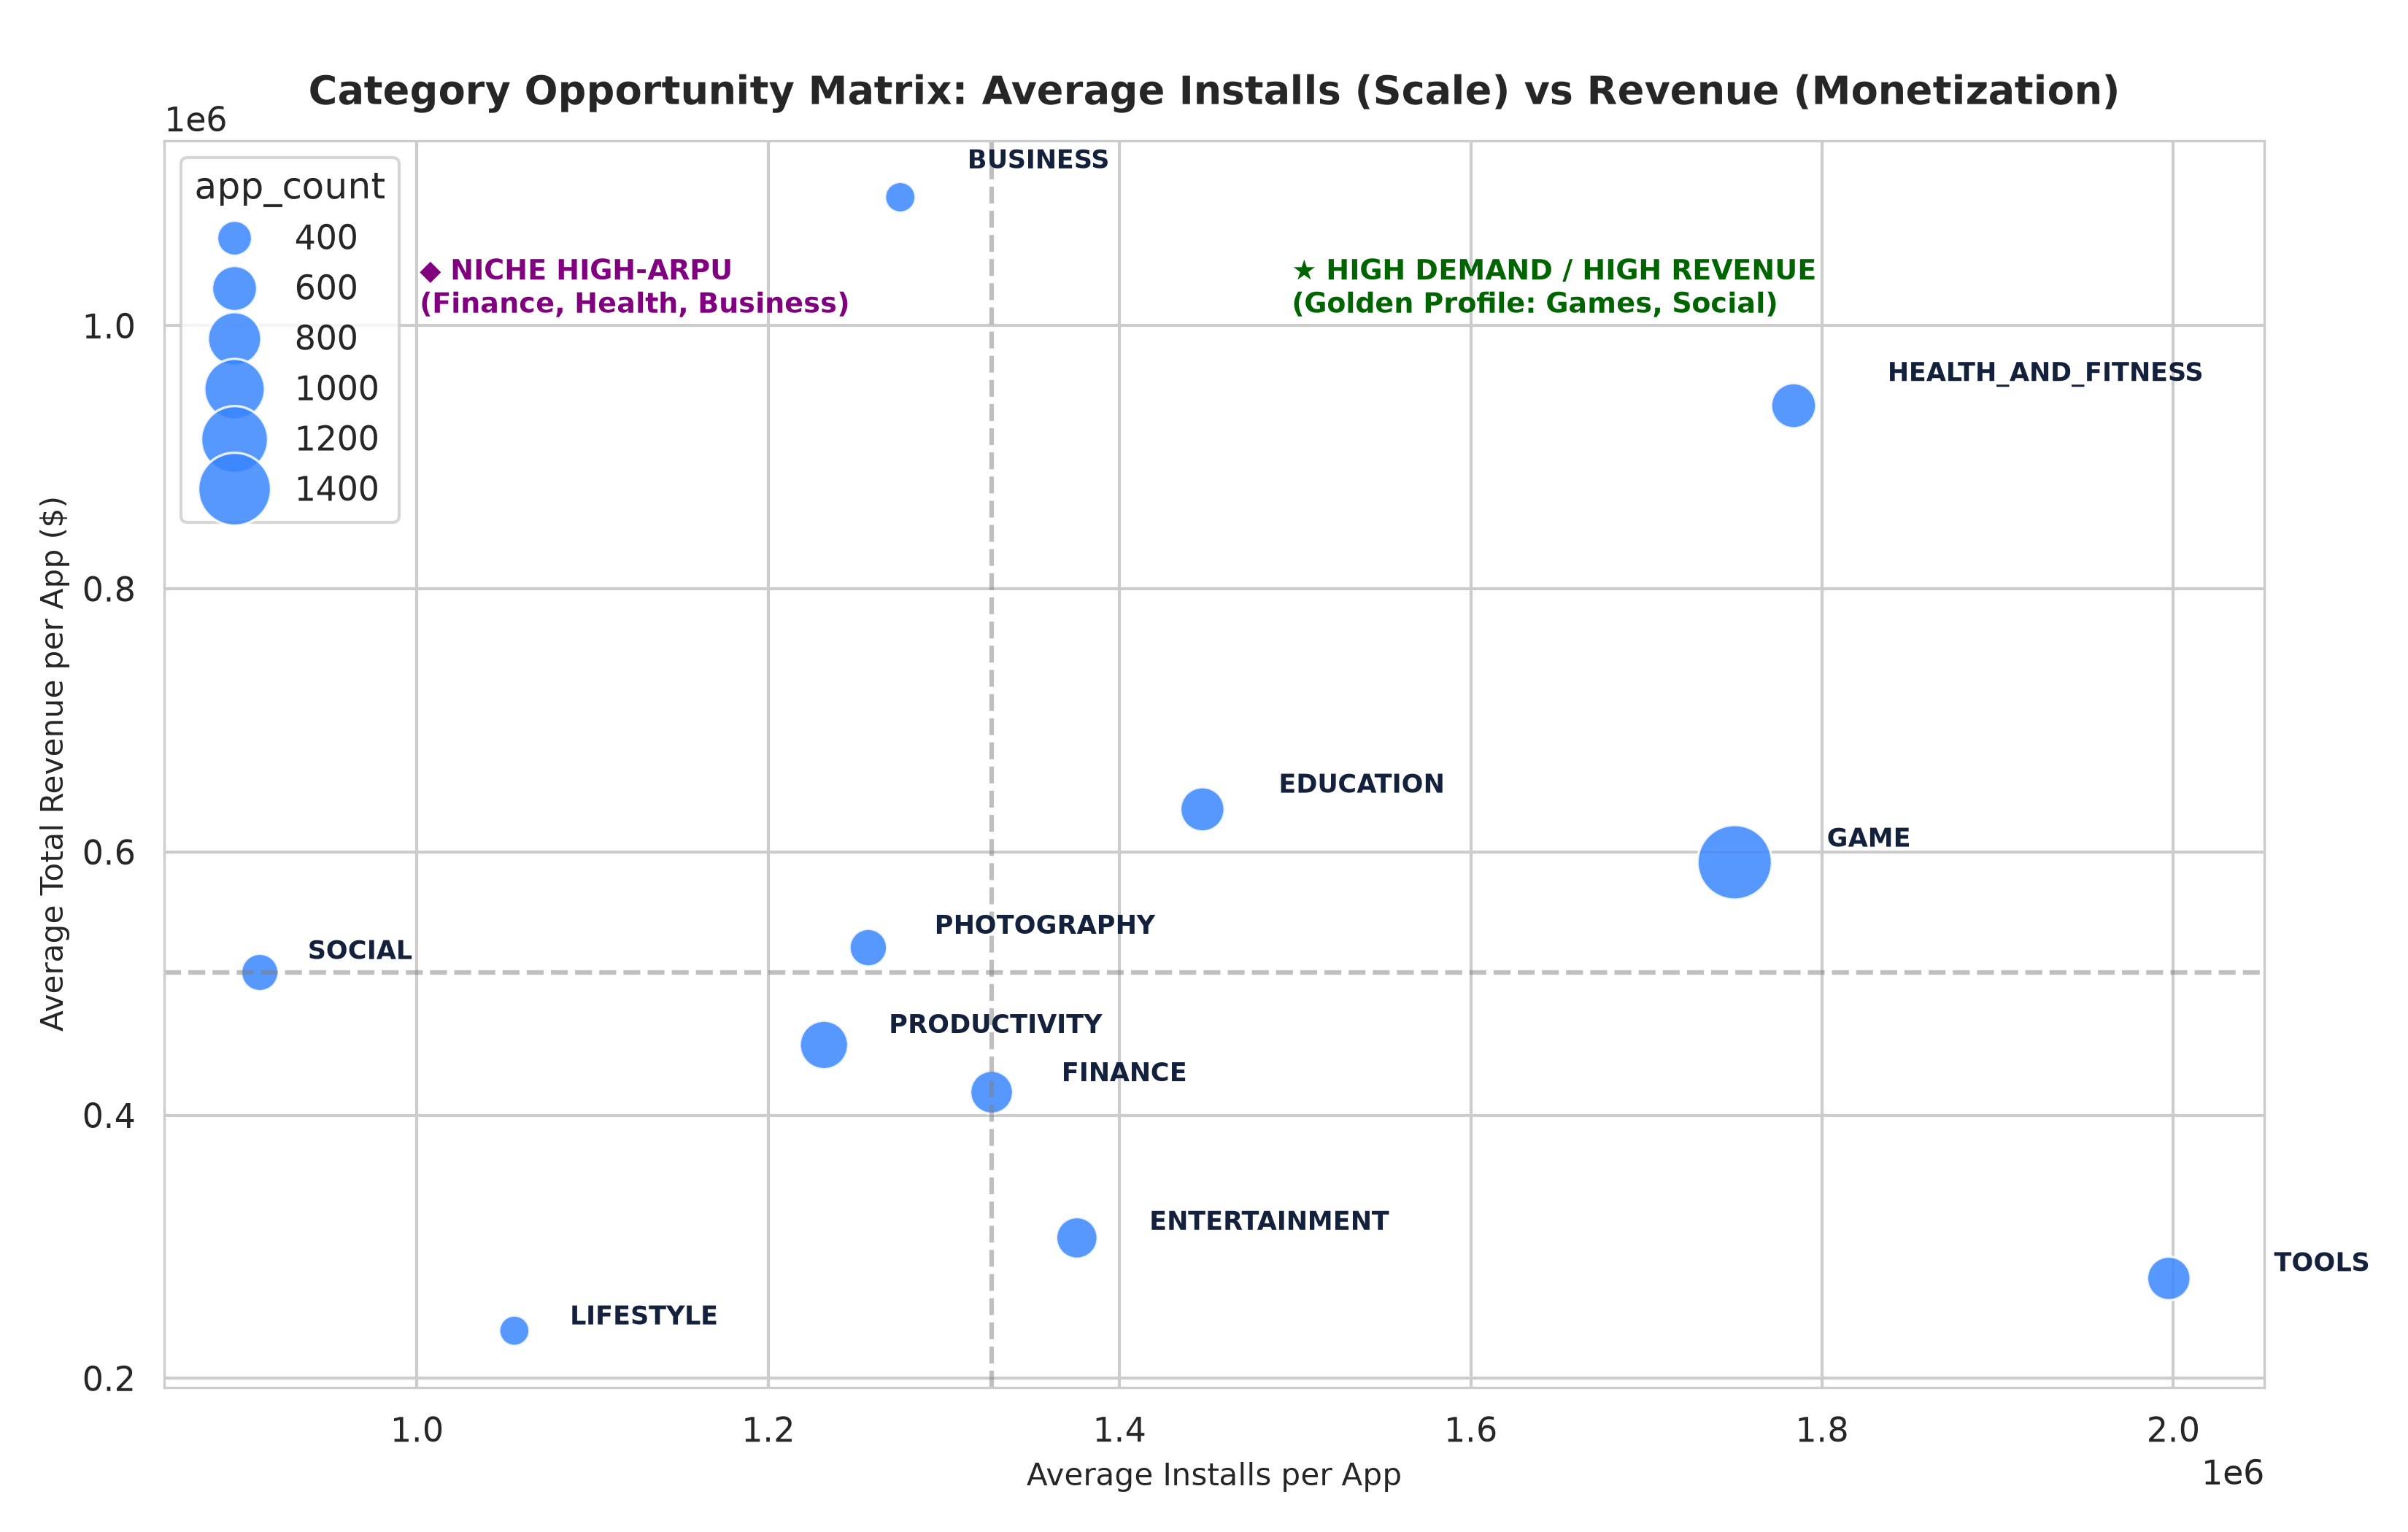 Category Opportunity Matrix: Average Installs (Scale) vs Revenue (Monetization)
1e6
app_count
400
600
800
1000
1200
1400
BUSINESS
◆ NICHE HIGH-ARPU
(Finance, Health, Business)
★ HIGH DEMAND / HIGH REVENUE
(Golden Profile: Games, Social)
HEALTH_AND_FITNESS
EDUCATION
GAME
PHOTOGRAPHY
SOCIAL
PRODUCTIVITY
FINANCE
ENTERTAINMENT
TOOLS
LIFESTYLE
Average Total Revenue per App ($)
1.0
0.8
0.6
0.4
0.2
1.0
1.2
1.4
1.6
1.8
2.0
1e6
Average Installs per App